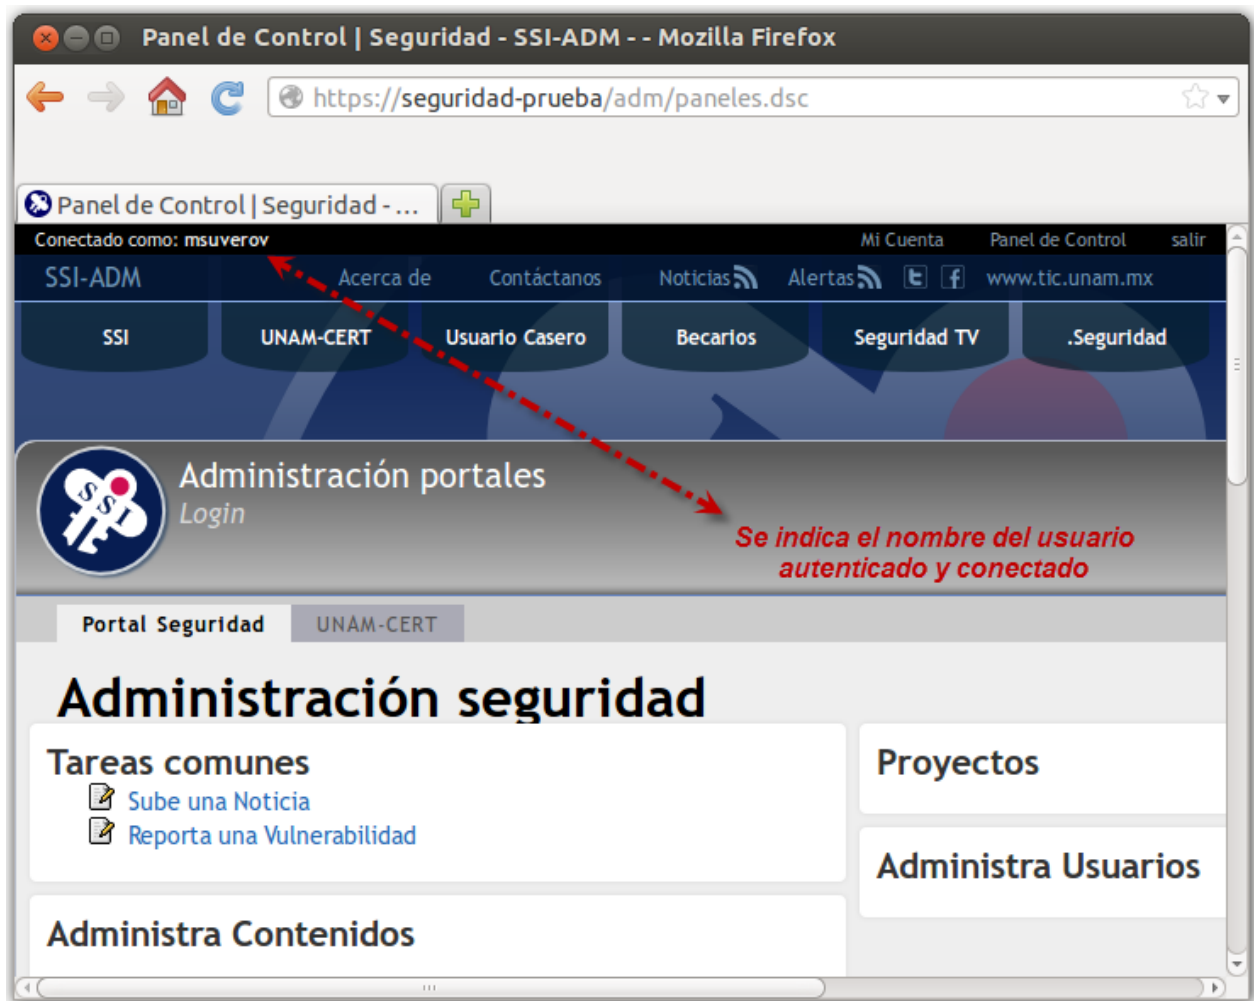 Panel de Control | Seguridad - SSI-ADM - - Mozilla Firefox
https://seguridad-prueba/adm/paneles.dsc
Panel de Control | Seguridad - ...
Conectado como: msuverov Mi Cuenta Panel de Control salir
SSI-ADM Acerca de Contáctanos Noticias Alertas www.tic.unam.mx
SSI UNAM-CERT Usuario Casero Becarios Seguridad TV .Seguridad
SSI
Administración portales
Login
Se indica el nombre del usuario
autenticado y conectado
Portal Seguridad UNAM-CERT
Administración seguridad
Tareas comunes
Sube una Noticia
Reporta una Vulnerabilidad
Proyectos
Administra Usuarios
Administra Contenidos